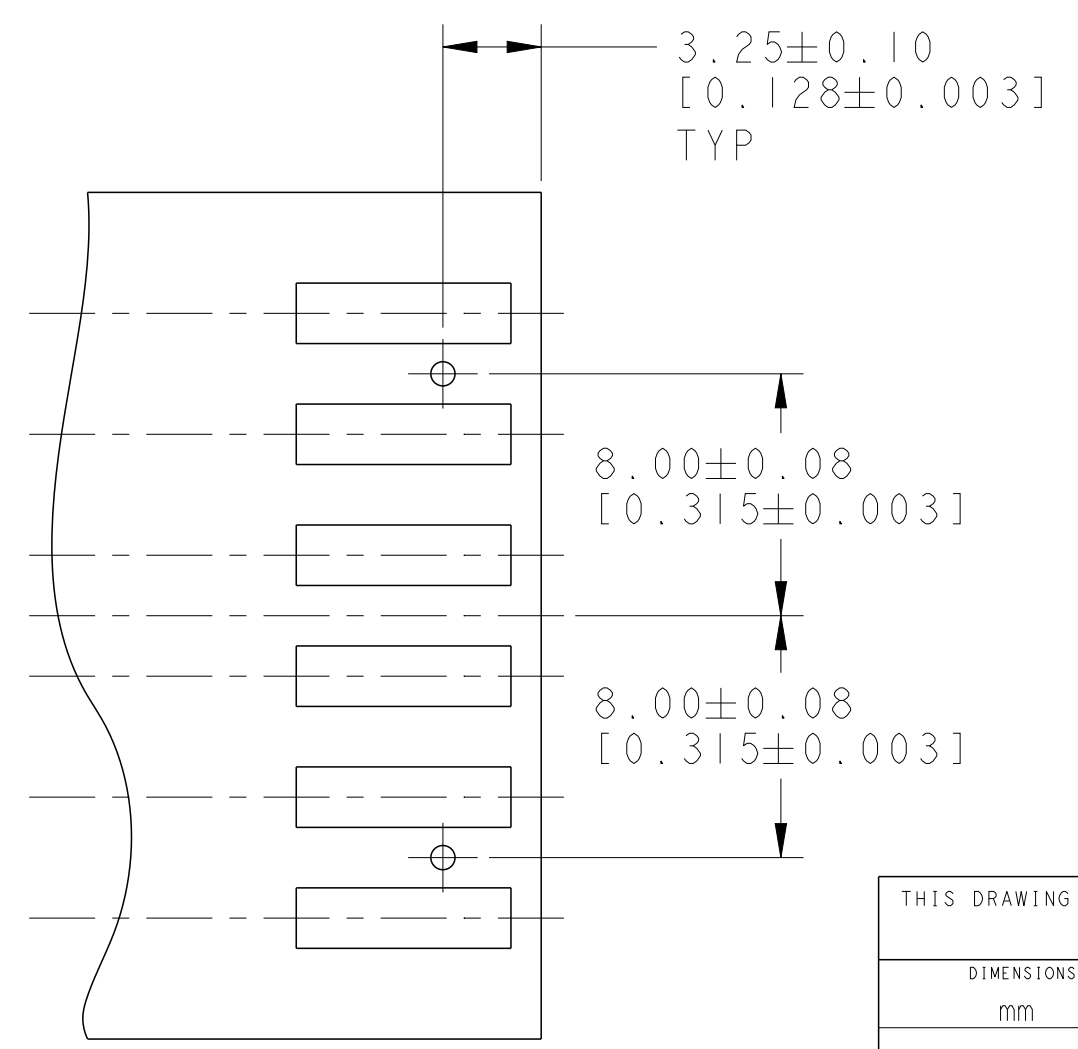 3.25±0.10
[0.128±0.003]
TYP
8.00±0.08
[0.315±0.003]
8.00±0.08
[0.315±0.003]
THIS DRAWING
DIMENSIONS
mm